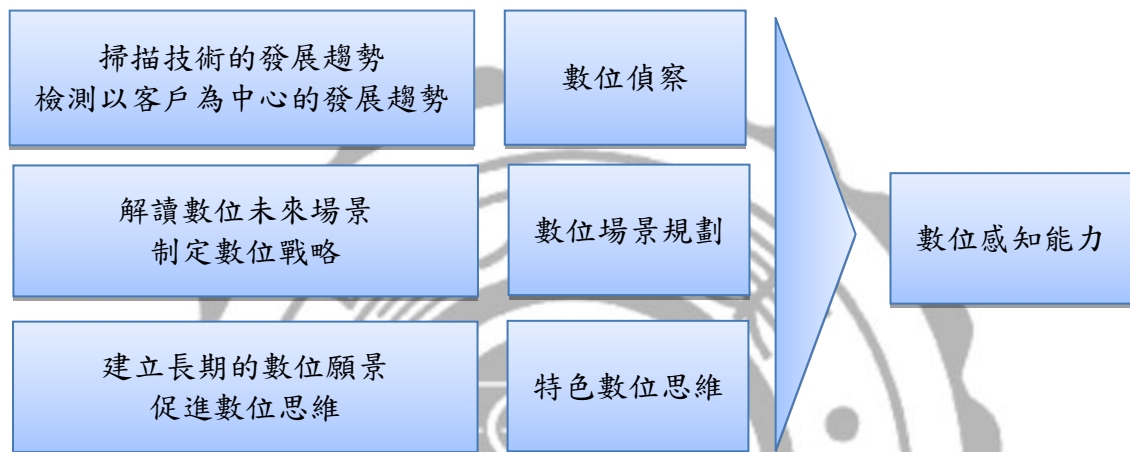 掃描技術的發展趨勢
檢測以客戶為中心的發展趨勢
數位偵察
解讀數位未來場景
制定數位戰略
數位場景規劃
數位感知能力
建立長期的數位願景
促進數位思維
特色數位思維